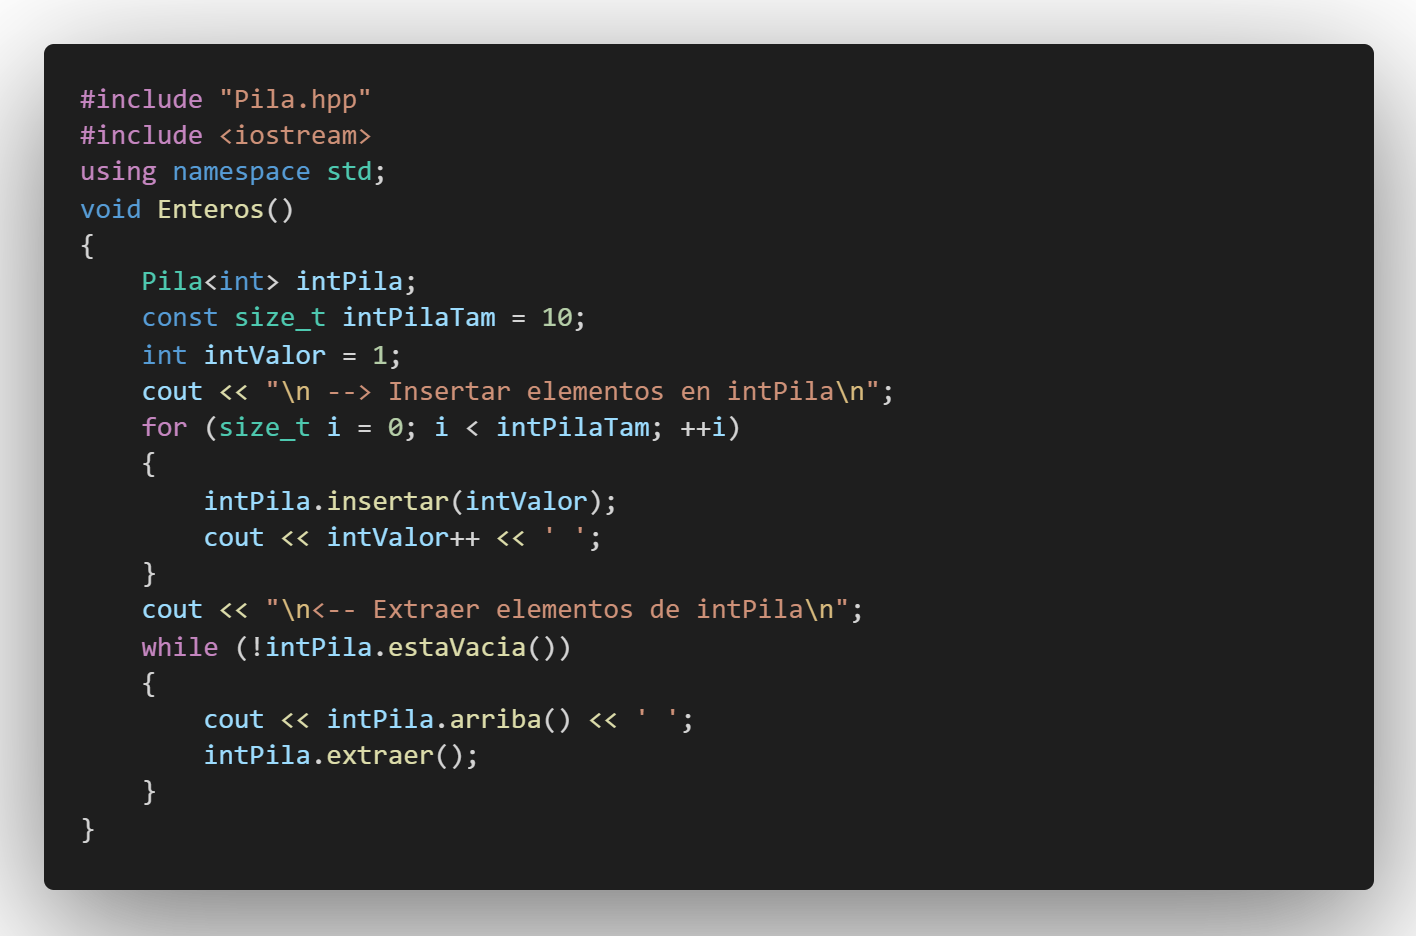 #include "Pila.hpp"
#include <iostream>
using namespace std;
void Enteros()
{
    Pila<int> intPila;
    const size_t intPilaTam = 10;
    int intValor = 1;
    cout << "\n --> Insertar elementos en intPila\n";
    for (size_t i = 0; i < intPilaTam; ++i)
    {
        intPila.insertar(intValor);
        cout << intValor++ << ' ';
    }
    cout << "\n<-- Extraer elementos de intPila\n";
    while (!intPila.estaVacia())
    {
        cout << intPila.arriba() << ' ';
        intPila.extraer();
    }
}